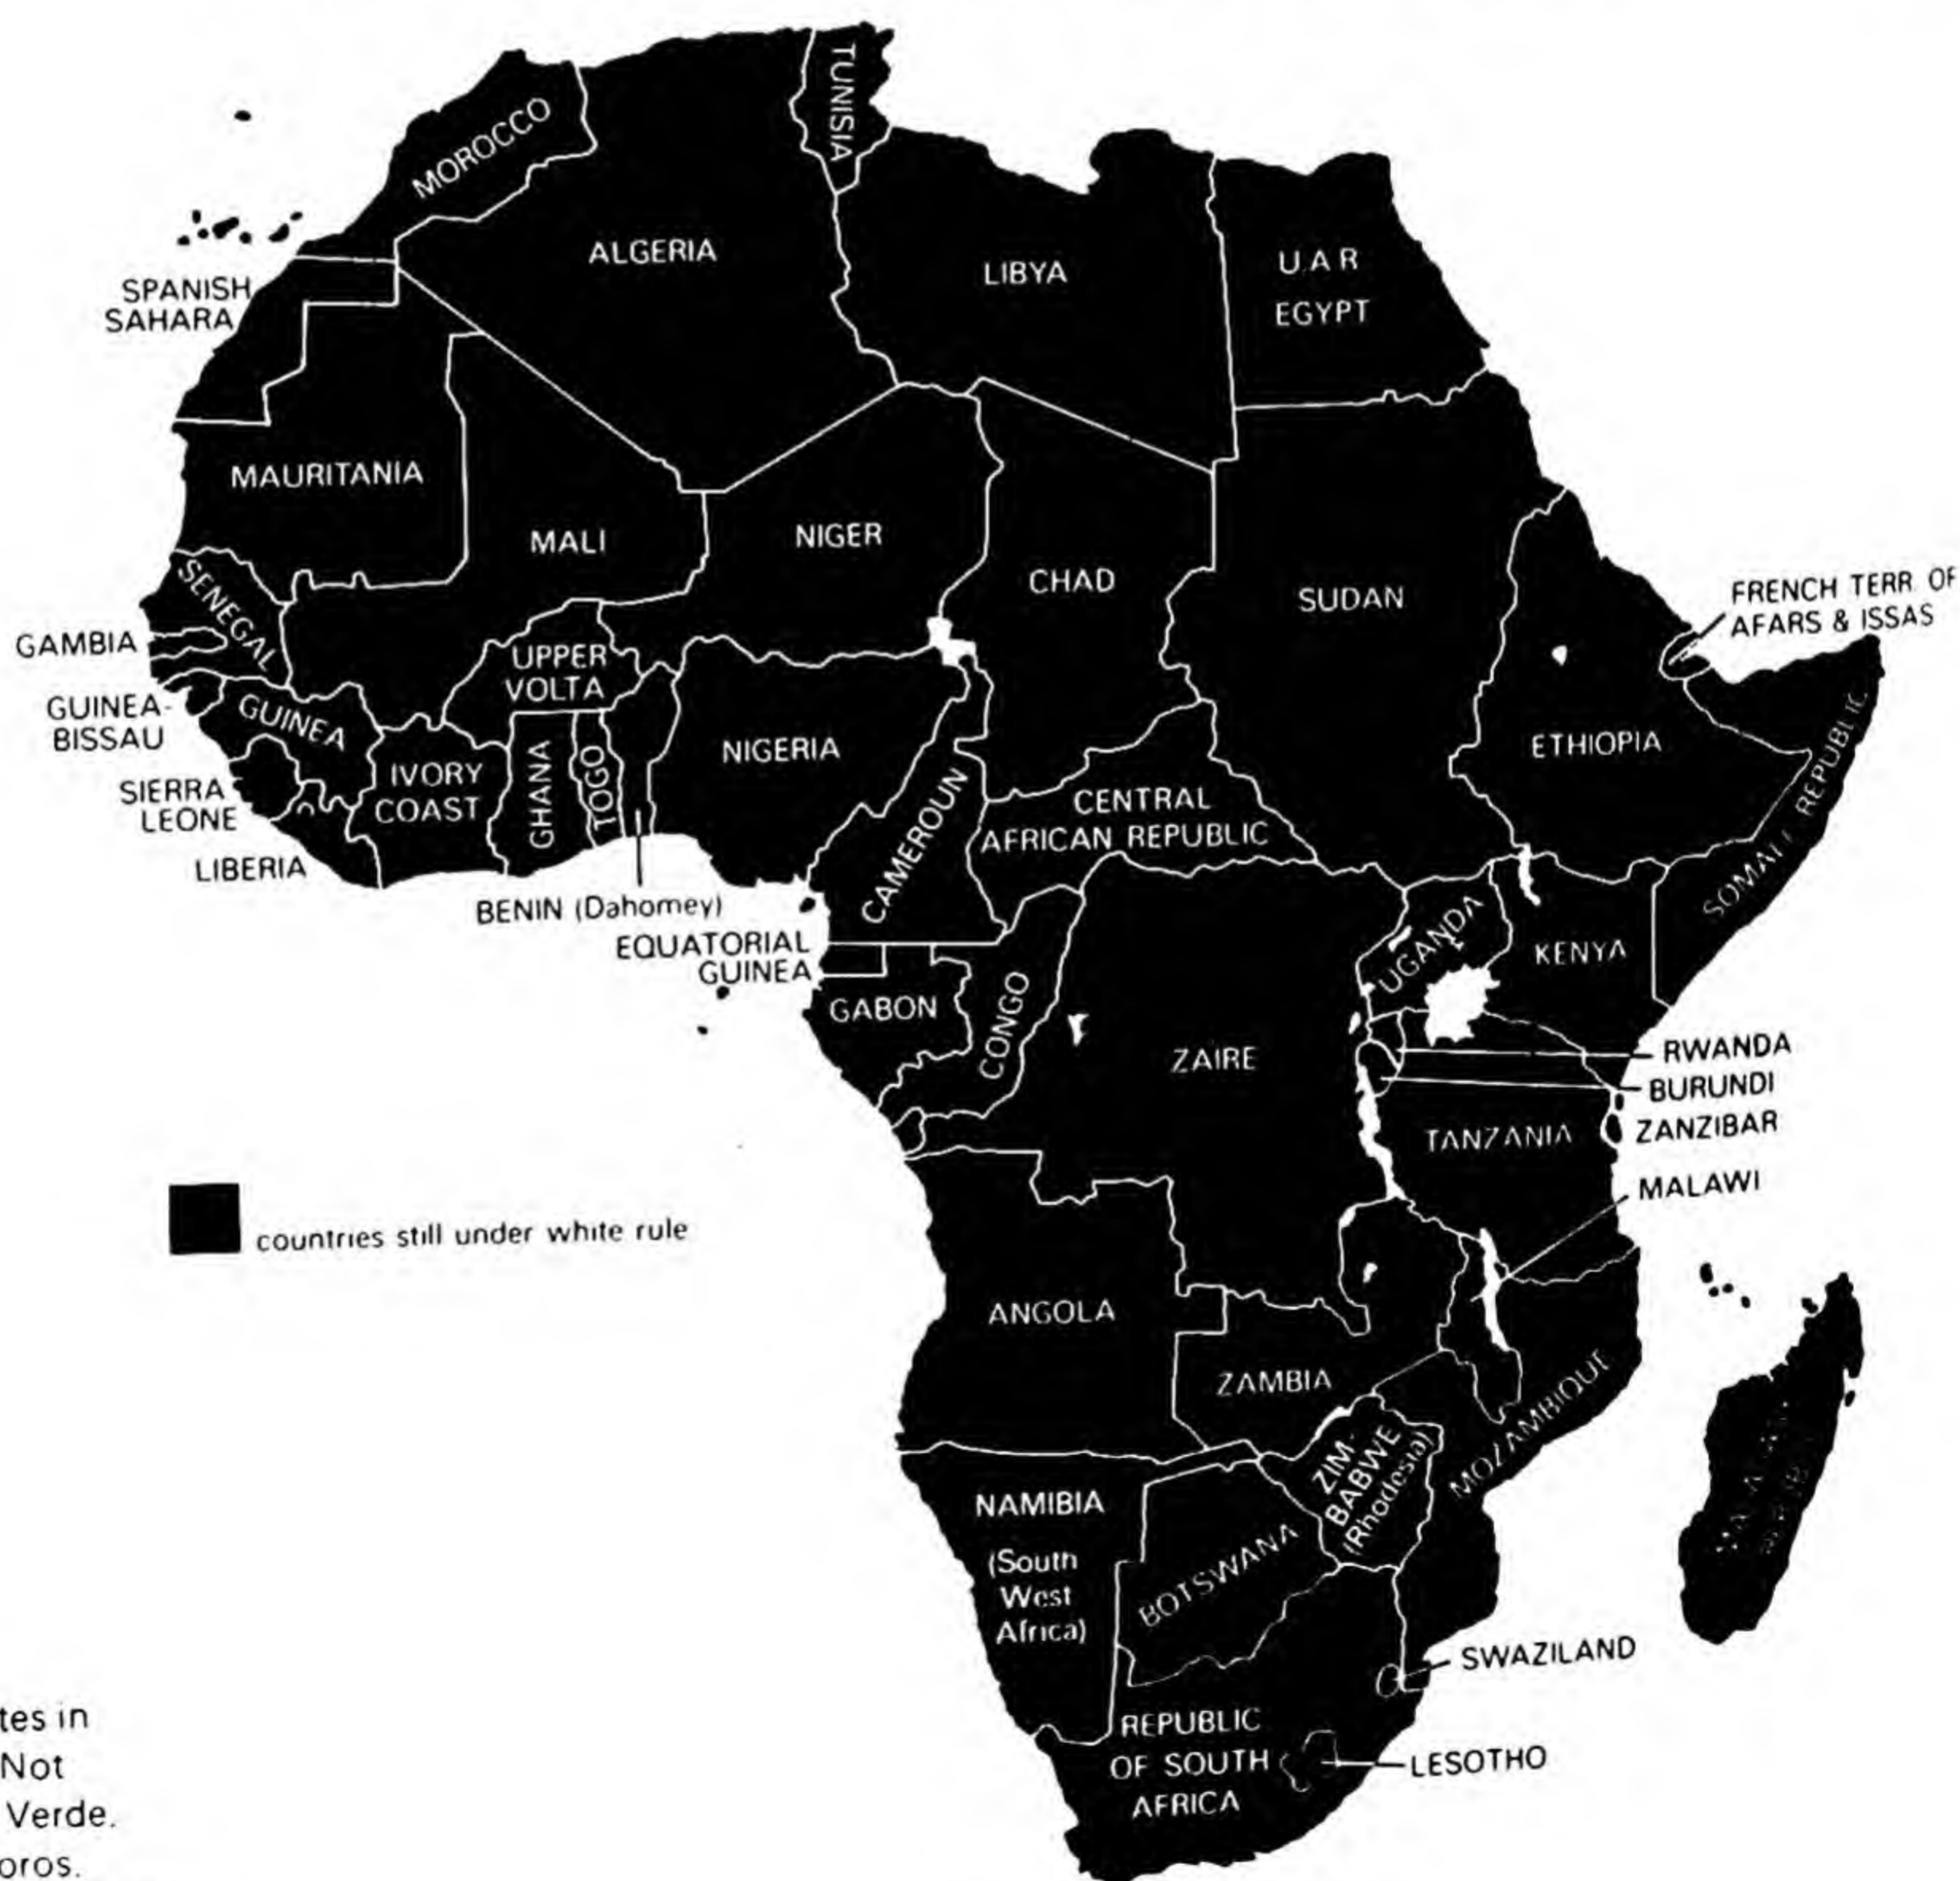 TUNISIA
MOROCCO
ALGERIA
LIBYA
U.A R
EGYPT
SPANISH
SAHARA
MAURITANIA
MALI
NIGER
CHAD
SUDAN
FRENCH TERR OF
AFARS & ISSAS
SENEGAL
GAMBIA
UPPER
VOLTA
GUINEA-
BISSAU
GUINEA
NIGERIA
ETHIOPIA
SOMALI REPUBLIC
SIERRA
LEONE
IVORY
COAST
GHANA
TOGO
CAMEROUN
CENTRAL
AFRICAN REPUBLIC
LIBERIA
BENIN (Dahomey)
EQUATORIAL
GUINEA
UGANDA
KENYA
GABON
CONGO
ZAIRE
RWANDA
BURUNDI
TANZANIA
ZANZIBAR
MALAWI
countries still under white rule
ANGOLA
ZAMBIA
MOZAMBIQUE
ZIM-
BABWE
(Rhodesia)
NAMIBIA
(South
West
Africa)
BOTSWANA
SWAZILAND
REPUBLIC
OF SOUTH
AFRICA
LESOTHO
tes in
Not
Verde.
oros.